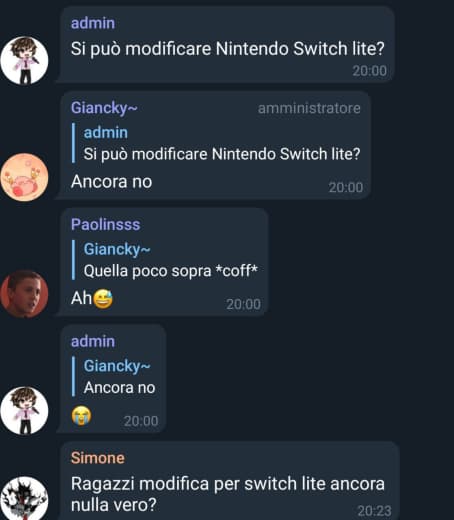 admin
Si può modificare Nintendo Switch lite?
20:00
Giancky~ amministratore
admin
Si può modificare Nintendo Switch lite?
Ancora no
20:00
Paolinsss
Giancky~
Quella poco sopra *coff*
Ah😅
20:00
admin
Giancky~
Ancora no
😭
20:00
Simone
Ragazzi modifica per switch lite ancora
nulla vero?
20:23